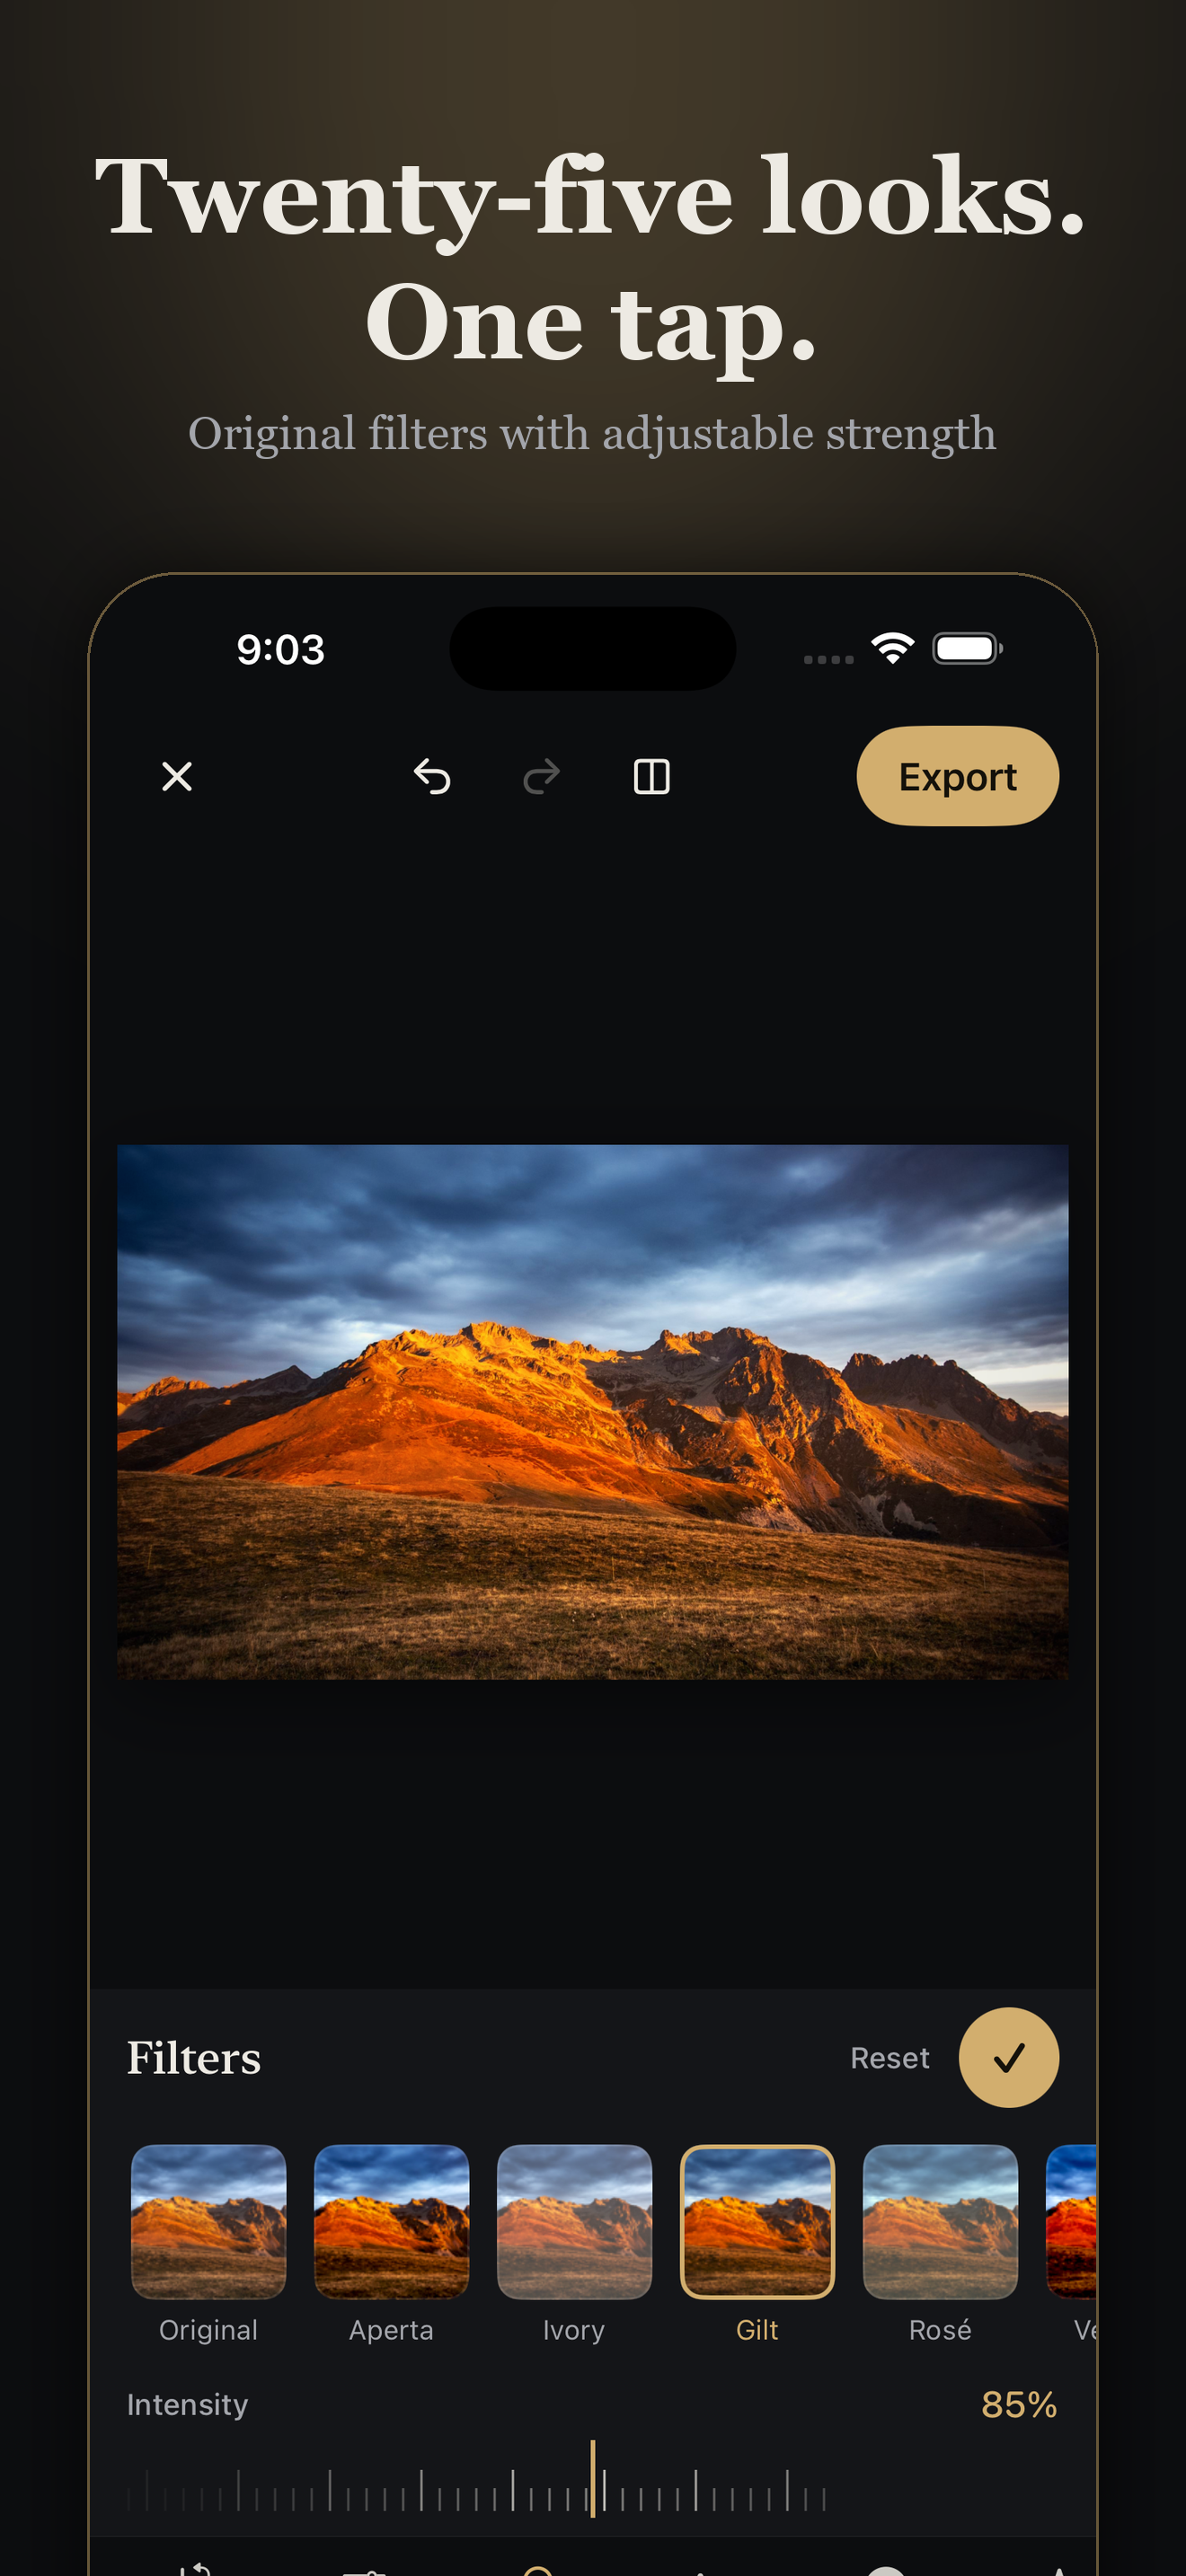 Twenty-five looks.
One tap.
Original filters with adjustable strength
9:03
Export
Filters
Reset
Original Aperta Ivory Gilt Rosé
Intensity 85%